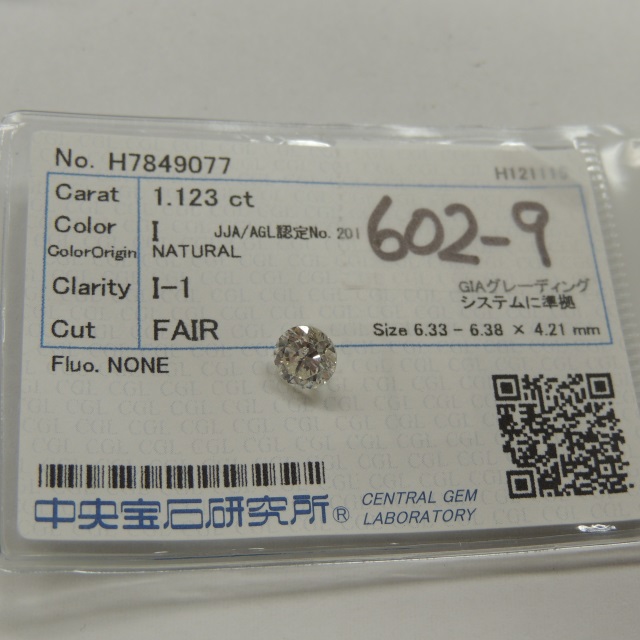 No. H7849077
H121115
Carat 1.123 ct
Color I JJA/AGL認定No. 201
602-9
ColorOrigin NATURAL
Clarity I-1
GIAグレーディング
システムに準拠
Cut FAIR Size 6.33 - 6.38 × 4.21 mm
Fluo. NONE
中央宝石研究所® CENTRAL GEM
LABORATORY